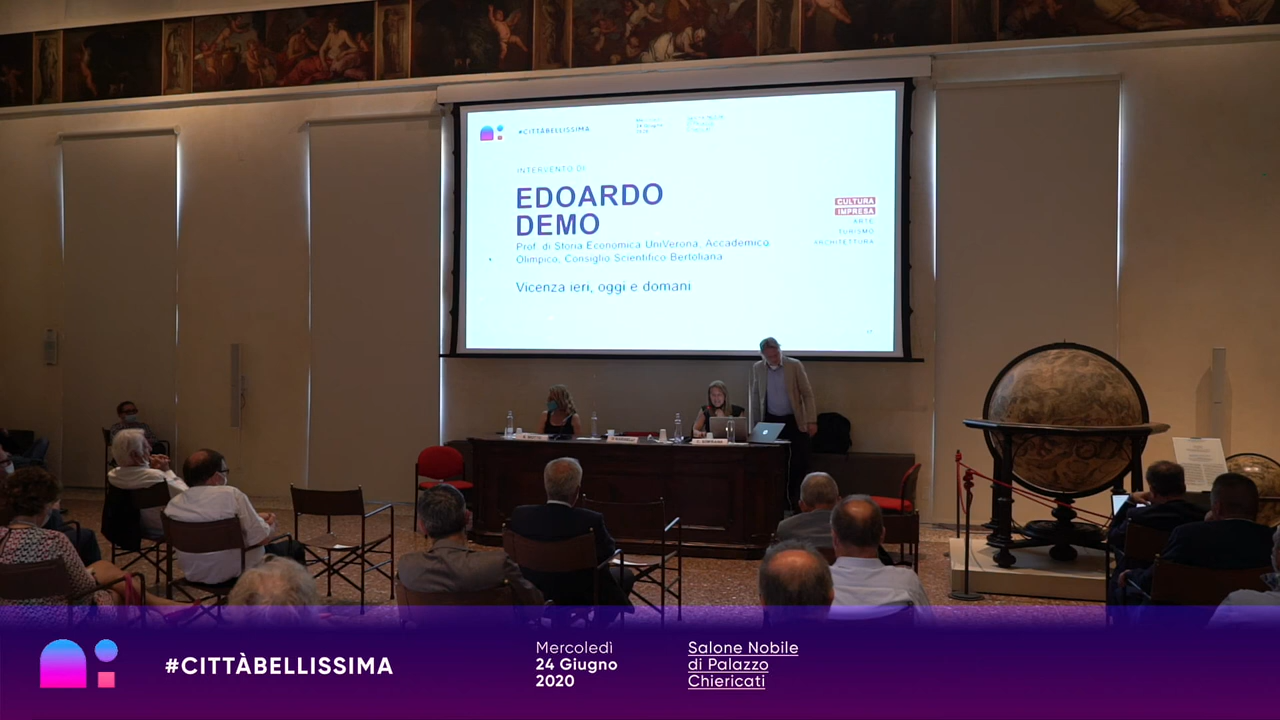 #CITTÀBELLISSIMA
INTERVENTO DI
EDOARDO
DEMO
Prof. di Storia Economica UniVerona, Accademico
Olimpico, Consiglio Scientifico Bertoliana
Vicenza ieri, oggi e domani
CULTURA
IMPRESA
ARTE
TURISMO
ARCHITETTURA
#CITTÀBELLISSIMA
Mercoledì
24 Giugno
2020
Salone Nobile
di Palazzo
Chiericati